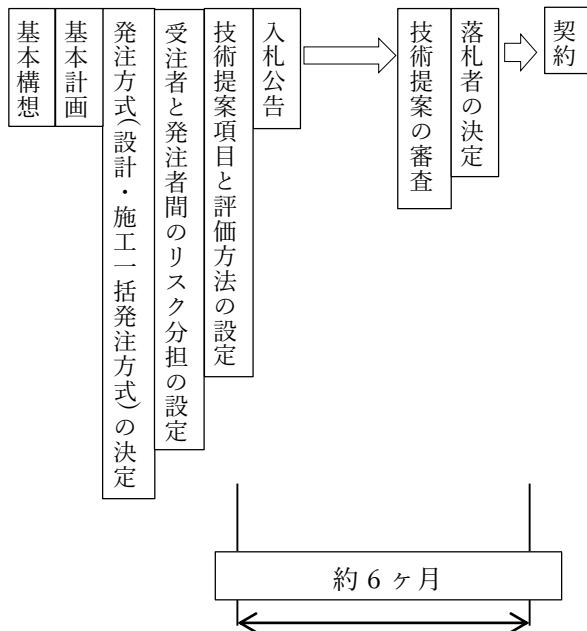 基本構想
基本計画
発注方式(設計・施工一括発注方式)の決定
受注者と発注者間のリスク分担の設定
技術提案項目と評価方法の設定
入札公告
技術提案の審査
落札者の決定
契約
約6ヶ月